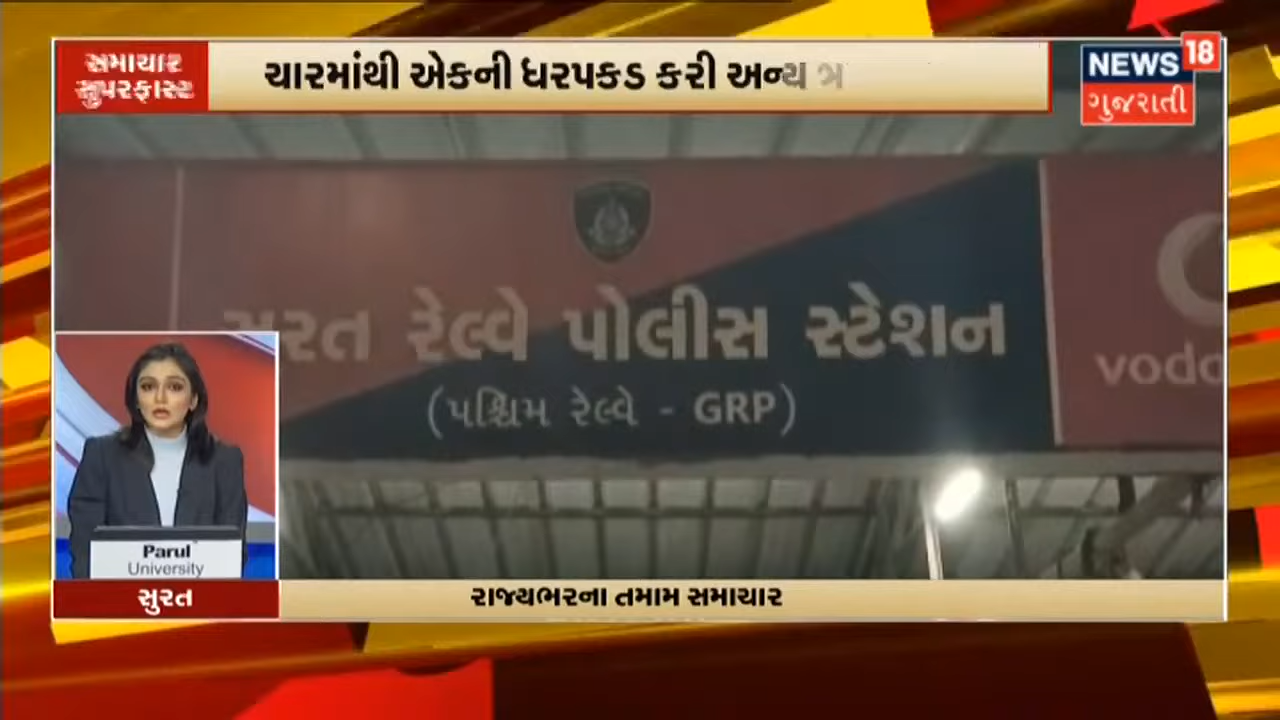 સમાચાર
સુપરફાસ્ટ
ચારમાંથી એકની ધરપકડ કરી અન્ય ત્ર
NEWS 18
ગુજરાતી
સુરત રેલ્વે પોલીસ સ્ટેશન
(પશ્ચિમ રેલ્વે - GRP)
vodo
Parul
University
સુરત
રાજ્યભરના તમામ સમાચાર